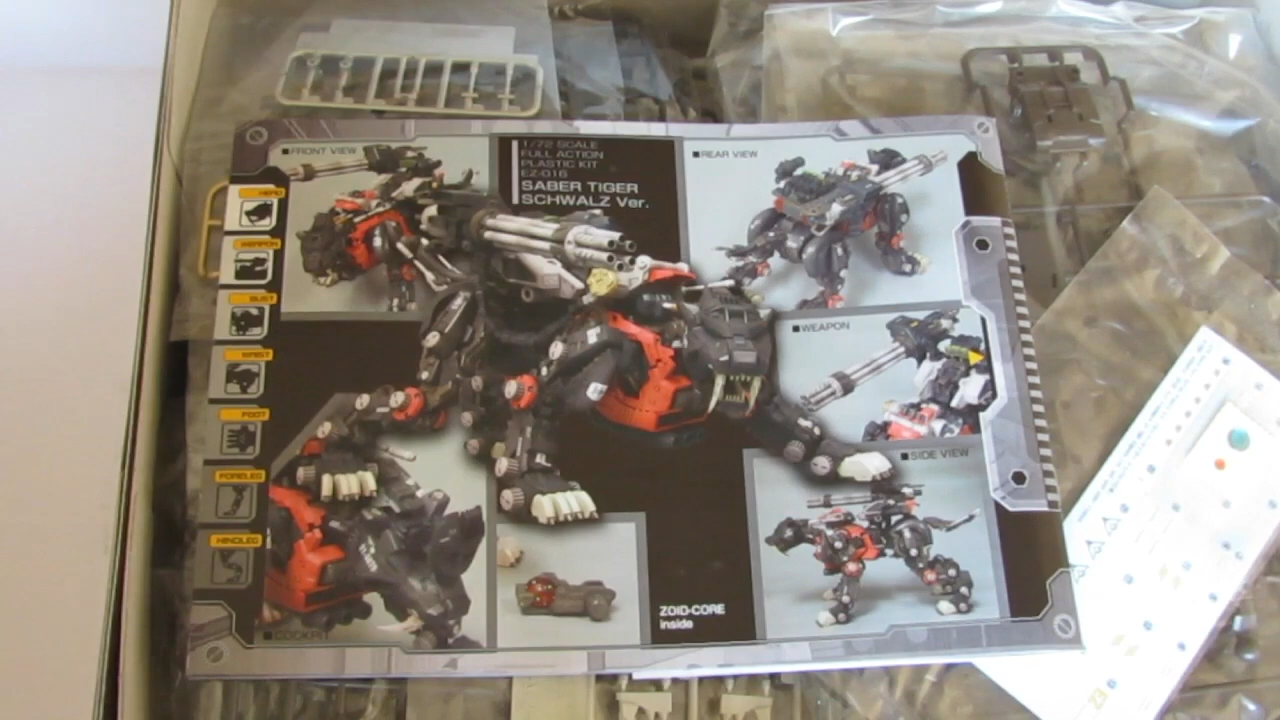 ■FRONT VIEW
1/72 SCALE
FULL ACTION
PLASTIC KIT
EZ-016
SABER TIGER
SCHWALZ Ver.
■REAR VIEW
HEAD
WEAPON
BUST
WAIST
FOOT
FORELEG
HINDLEG
■WEAPON
■SIDE VIEW
■COCKPIT
ZOID-CORE
inside